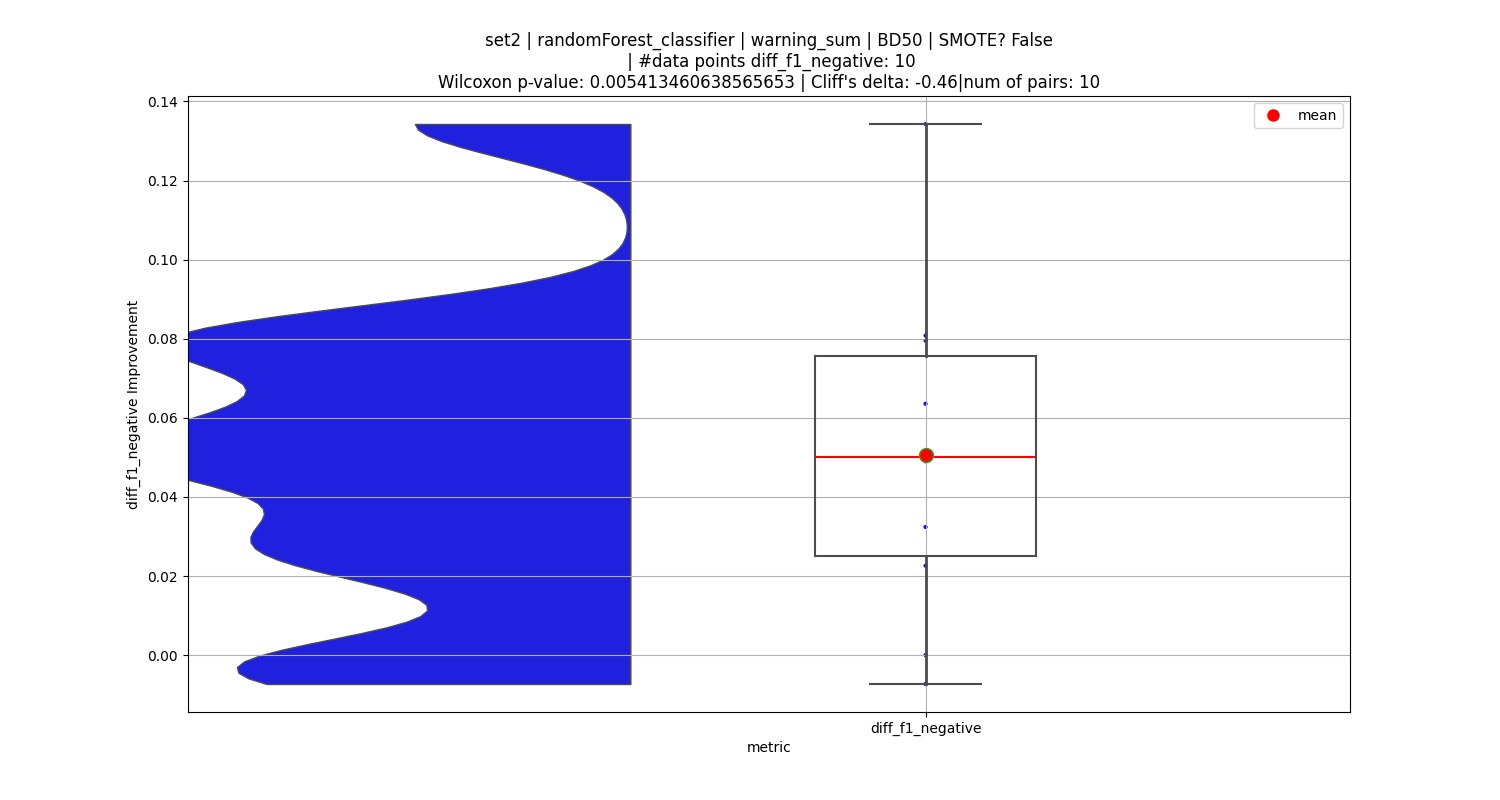 set2 | randomForest_classifier | warning_sum | BD50 | SMOTE? False
| #data points diff_f1_negative: 10
Wilcoxon p-value: 0.005413460638565653 | Cliff's delta: -0.46|num of pairs: 10
mean
0.14
0.12
0.10
0.08
0.06
0.04
0.02
0.00
diff_f1_negative Improvement
diff_f1_negative
metric